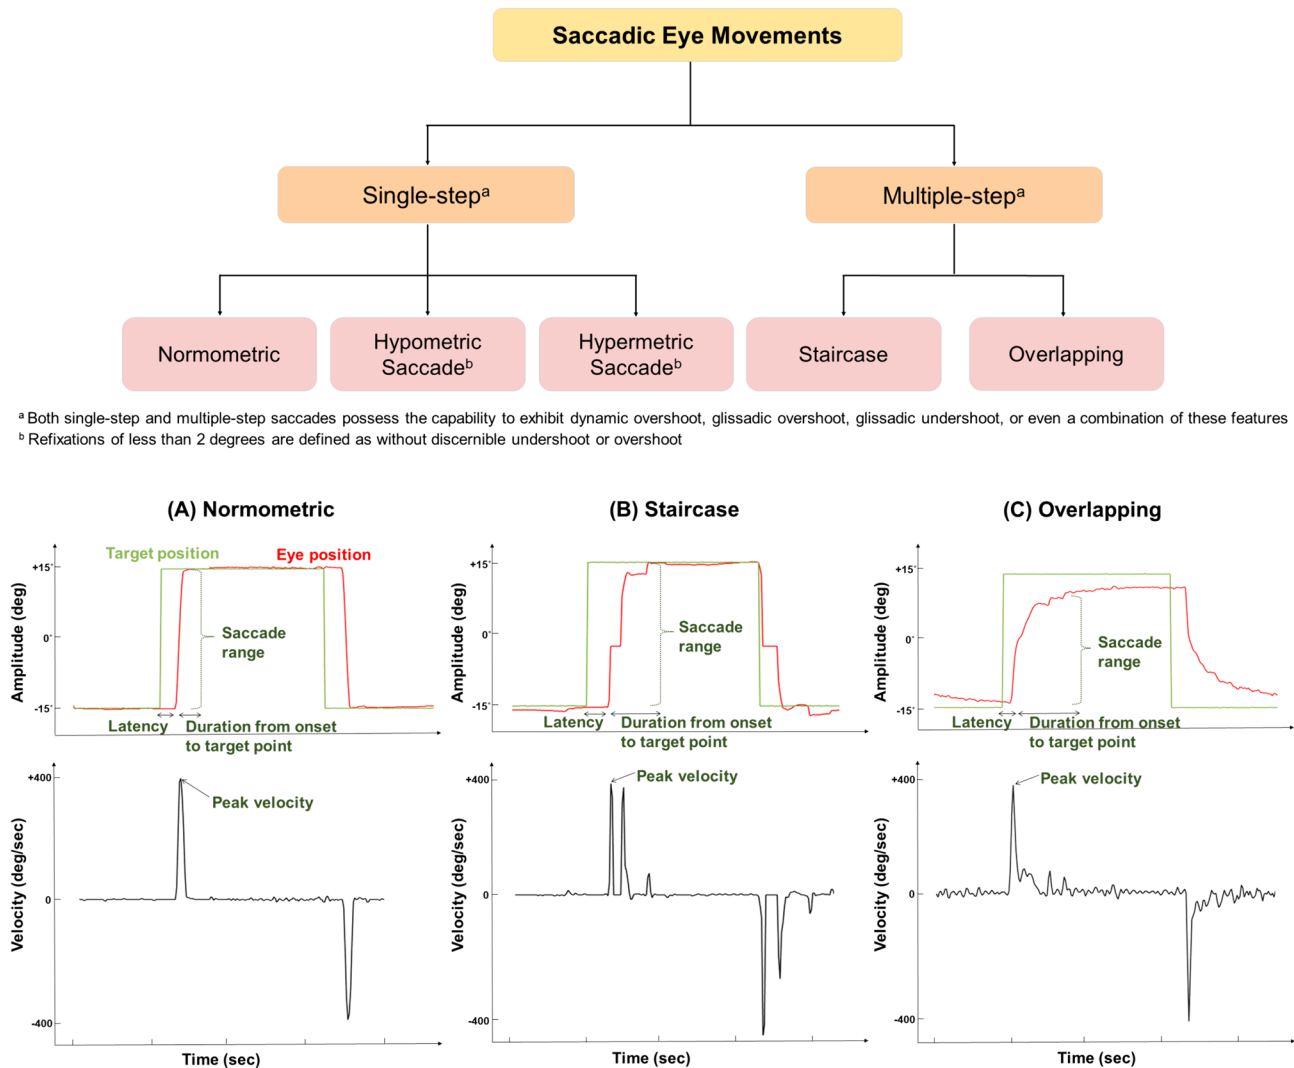 Saccadic Eye Movements
Single-stepᵃ
Multiple-stepᵃ
Normometric
Hypometric
Saccadeᵇ
Hypermetric
Saccadeᵇ
Staircase
Overlapping
ᵃ Both single-step and multiple-step saccades possess the capability to exhibit dynamic overshoot, glissadic overshoot, glissadic undershoot, or even a combination of these features
ᵇ Refixations of less than 2 degrees are defined as without discernible undershoot or overshoot
(A) Normometric
Target position
Eye position
Amplitude (deg)
+15°
0°
-15°
Saccade
range
Latency
Duration from onset
to target point
Velocity (deg/sec)
+400
0
-400
Peak velocity
Time (sec)
(B) Staircase
Amplitude (deg)
+15°
0°
-15°
Saccade
range
Latency
Duration from onset
to target point
Velocity (deg/sec)
+400
0
-400
Peak velocity
Time (sec)
(C) Overlapping
Amplitude (deg)
+15°
0°
-15°
Saccade
range
Latency
Duration from onset
to target point
Velocity (deg/sec)
+400
0
-400
Peak velocity
Time (sec)